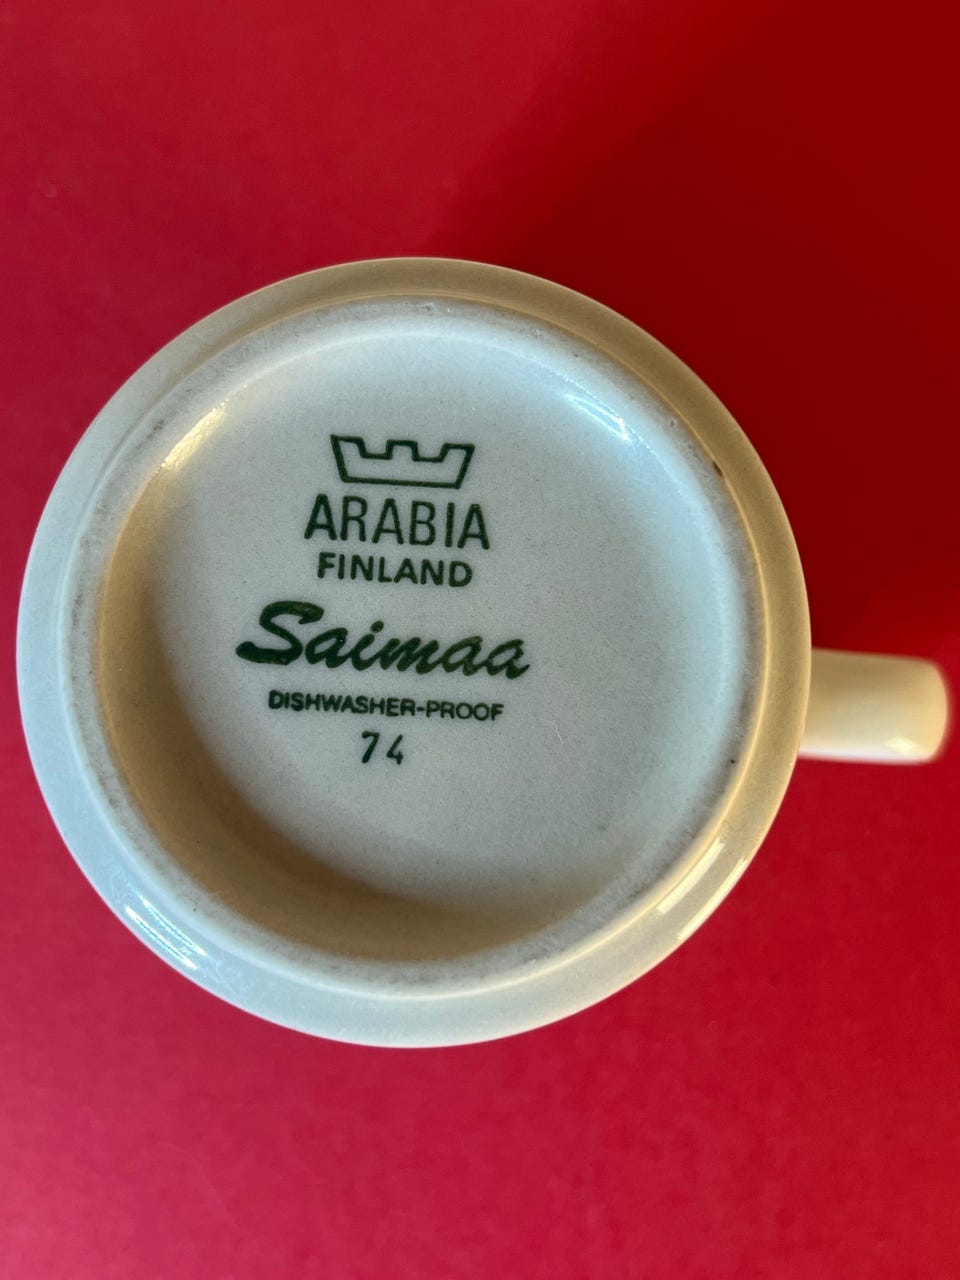 ARABIA
FINLAND
Saimaa
DISHWASHER-PROOF
74